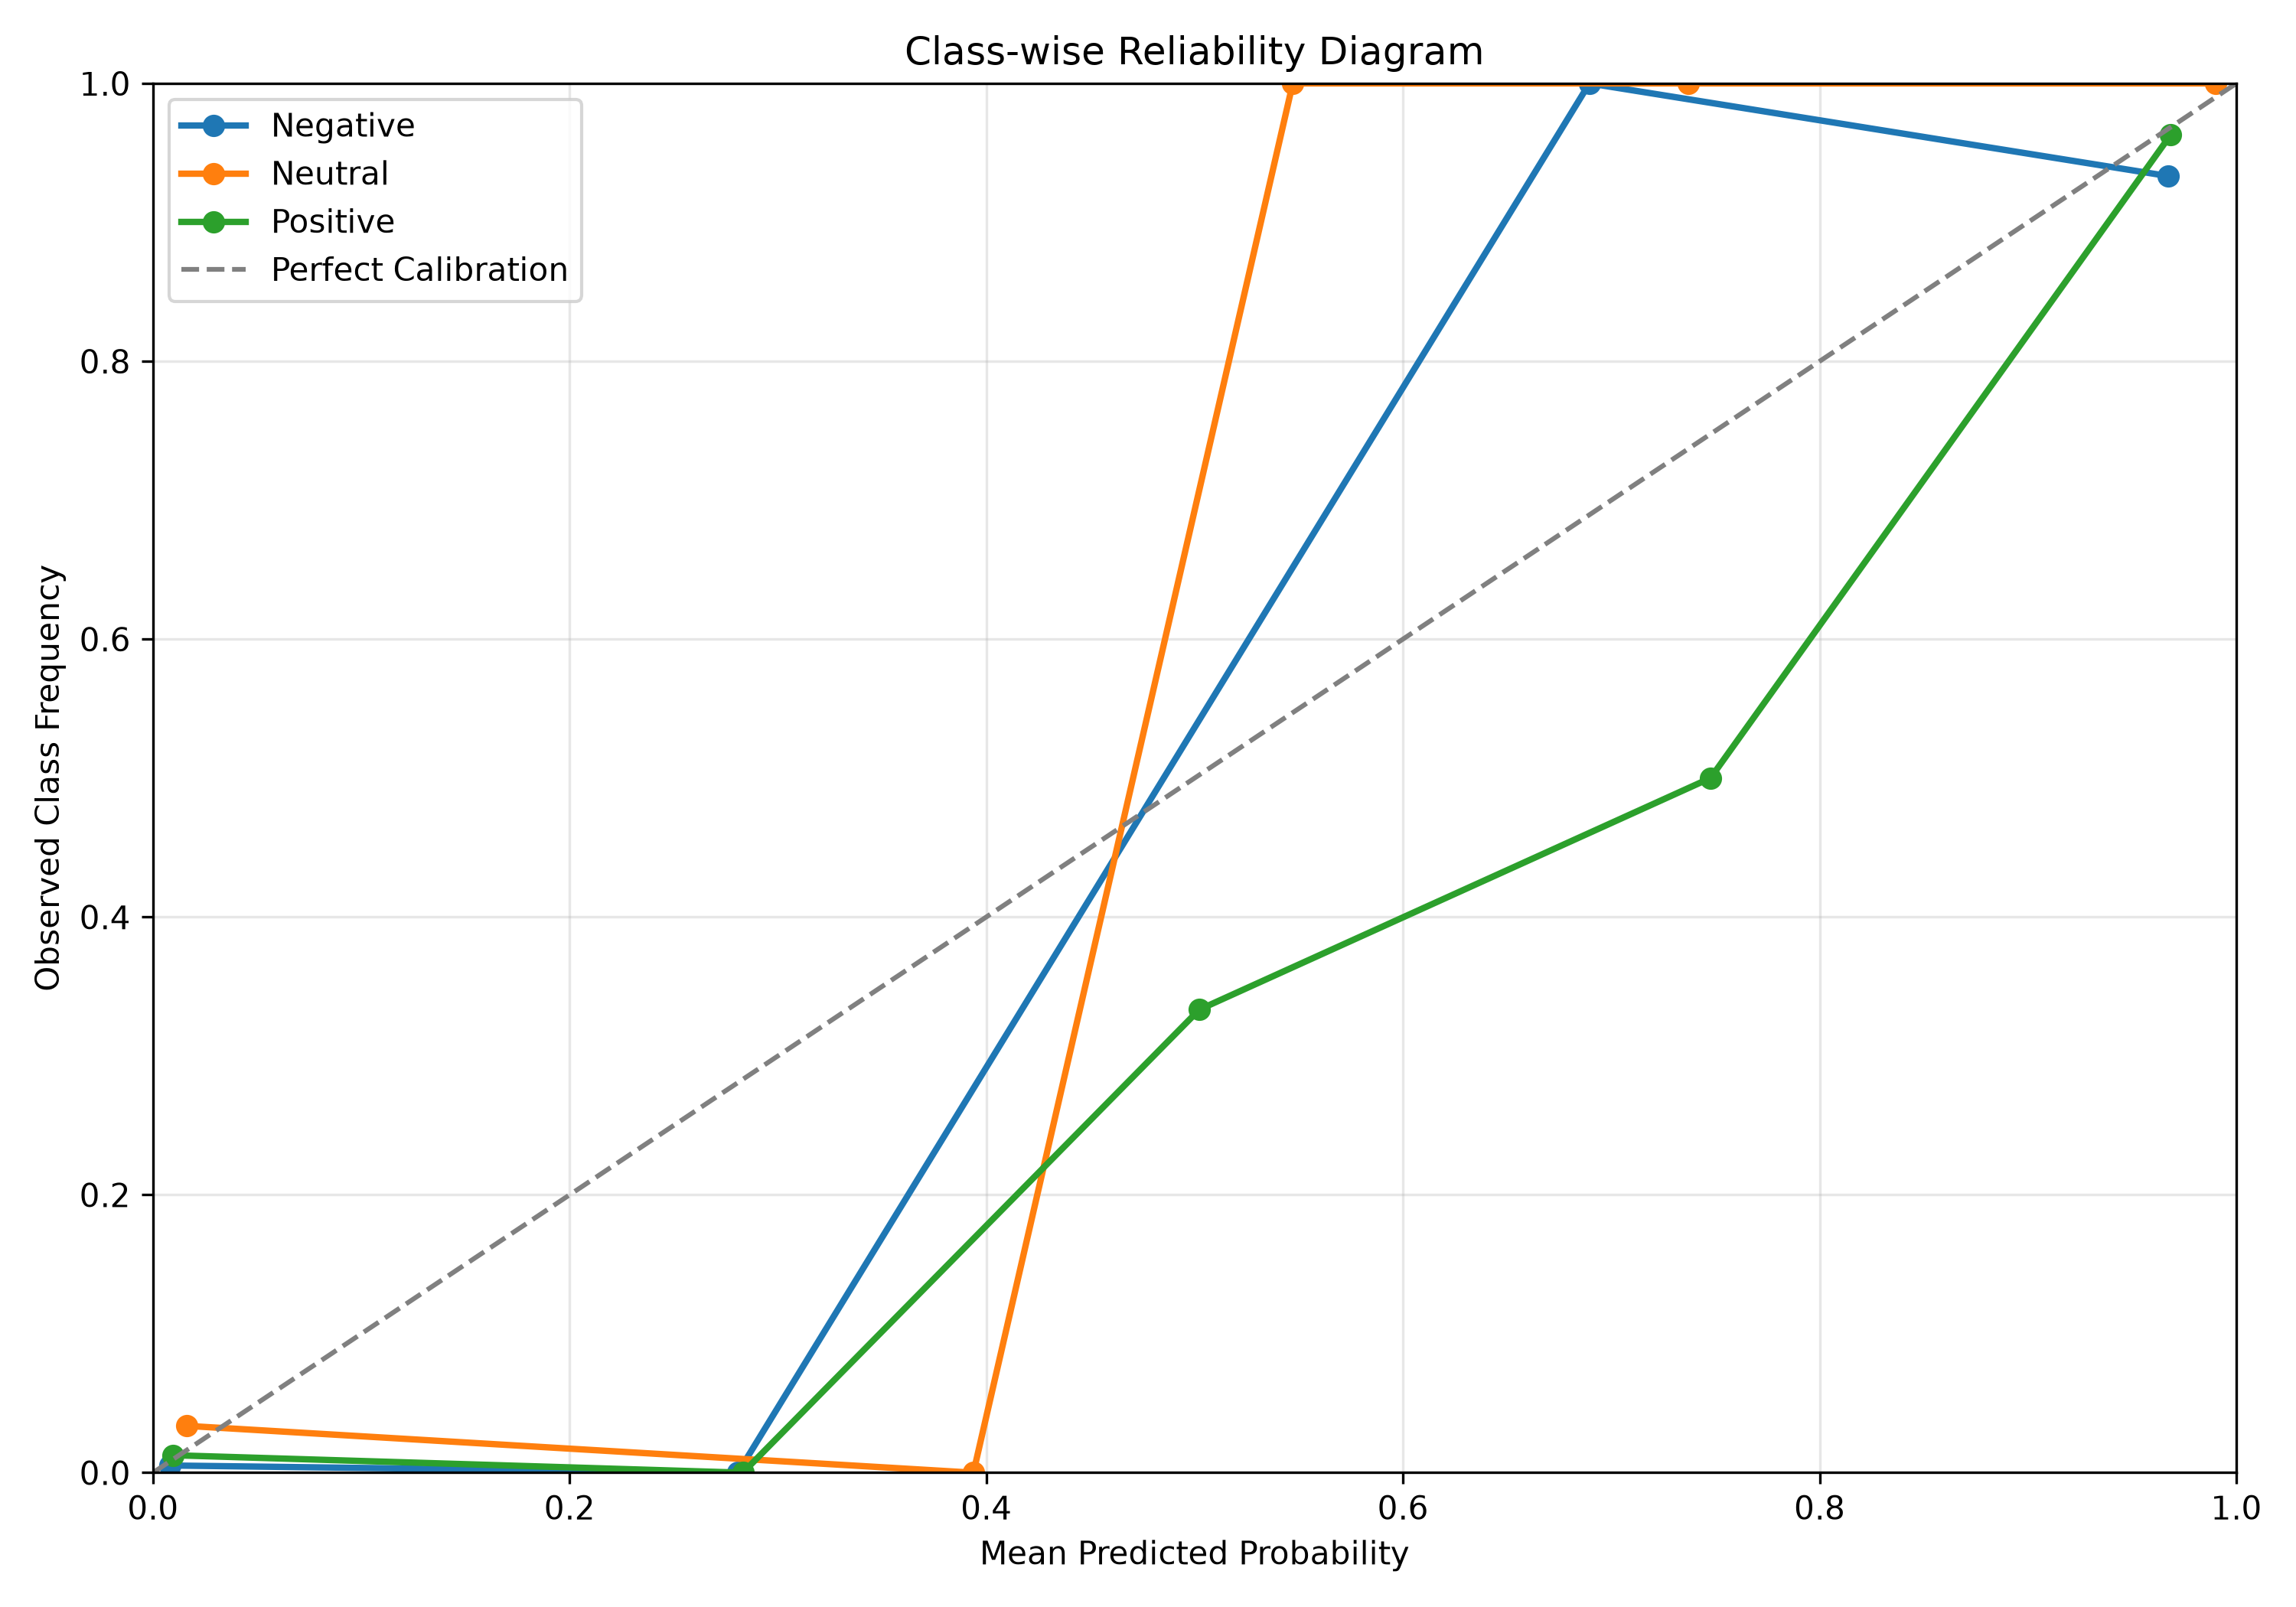 Class-wise Reliability Diagram
1.0
0.8
0.6
0.4
0.2
0.0
Negative
Neutral
Positive
Perfect Calibration
Observed Class Frequency
0.0 0.2 0.4 0.6 0.8 1.0
Mean Predicted Probability